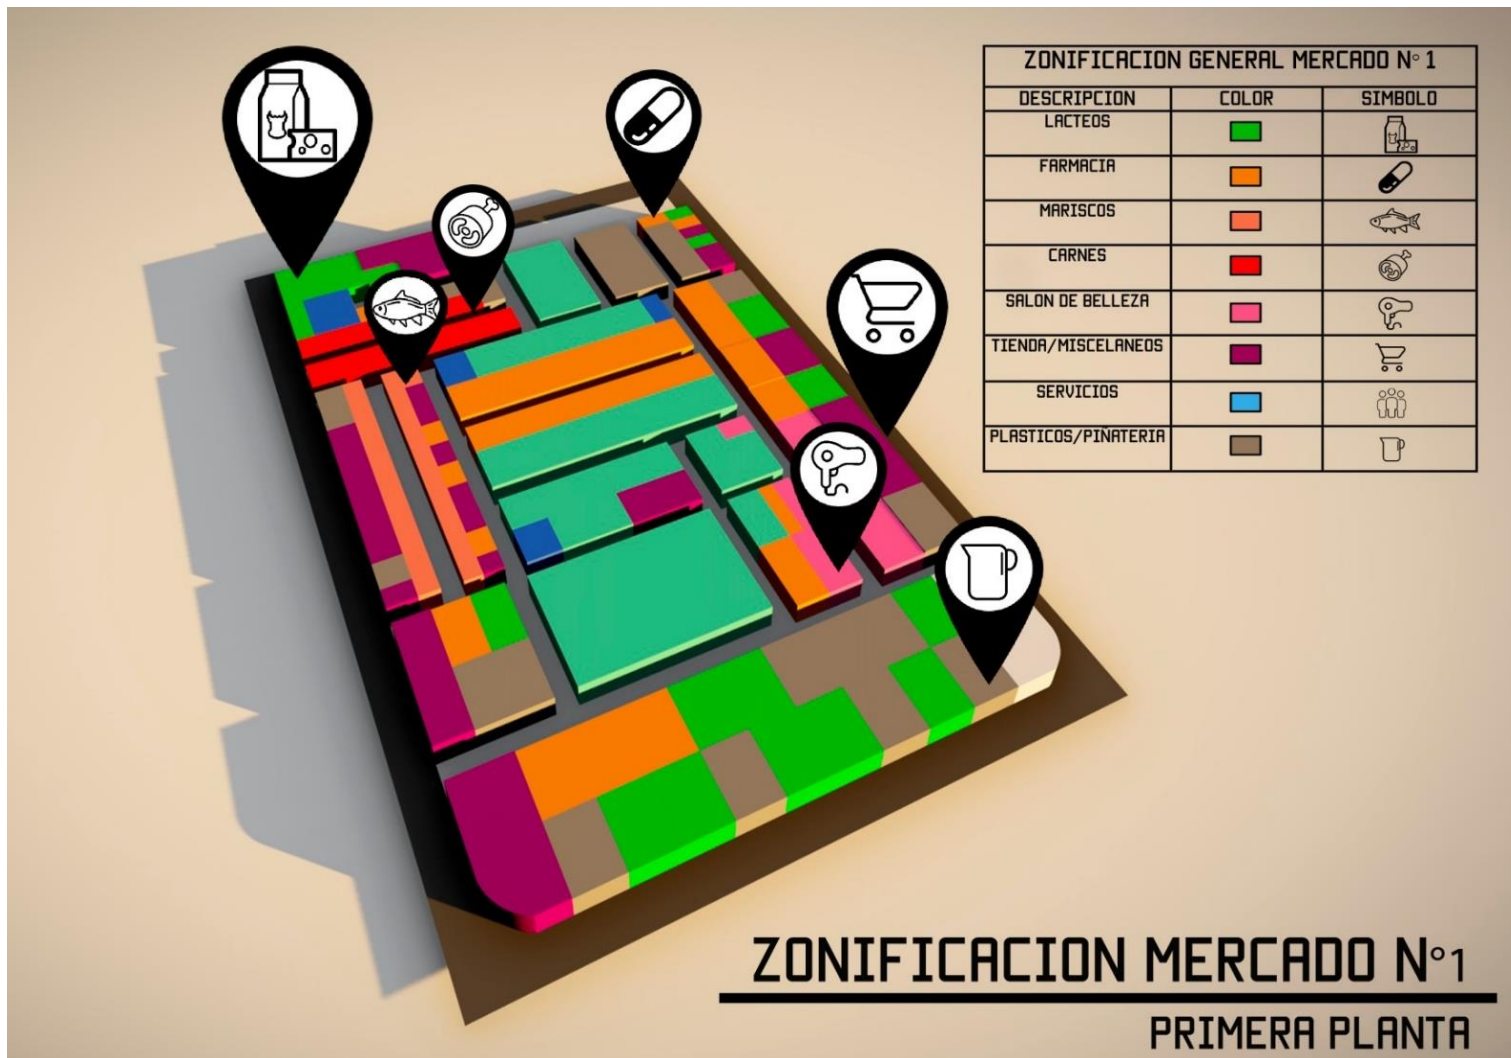 ZONIFICACION GENERAL MERCADO N° 1
DESCRIPCION COLOR SIMBOLO
LACTEOS
FARMACIA
MARISCOS
CARNES
SALON DE BELLEZA
TIENDA/MISCELANEOS
SERVICIOS
PLASTICOS/PIÑATERIA
ZONIFICACION MERCADO N°1
PRIMERA PLANTA